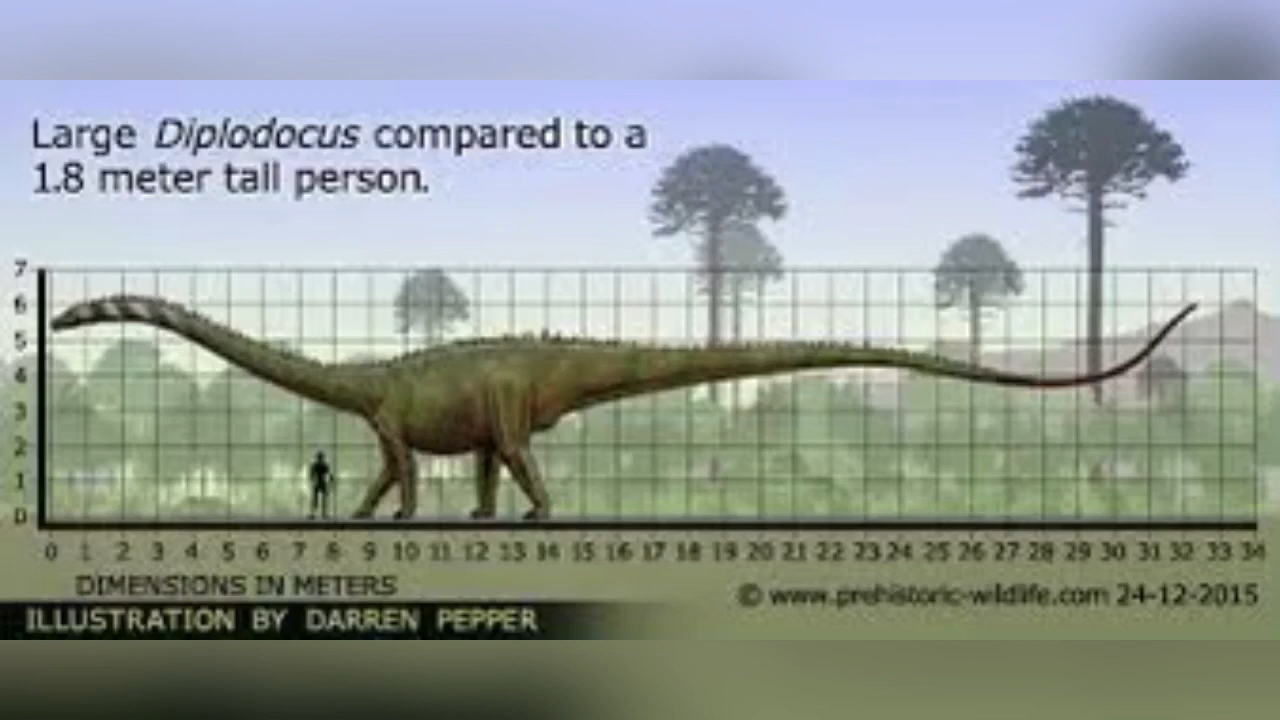 Large Diplodocus compared to a
1.8 meter tall person.
7
6
5
4
3
2
1
0
0 1 2 3 4 5 6 7 8 9 10 11 12 13 14 15 16 17 18 19 20 21 22 23 24 25 26 27 28 29 30 31 32 33 34
DIMENSIONS IN METERS
© www.prehistoric-wildlife.com 24-12-2015
ILLUSTRATION BY DARREN PEPPER